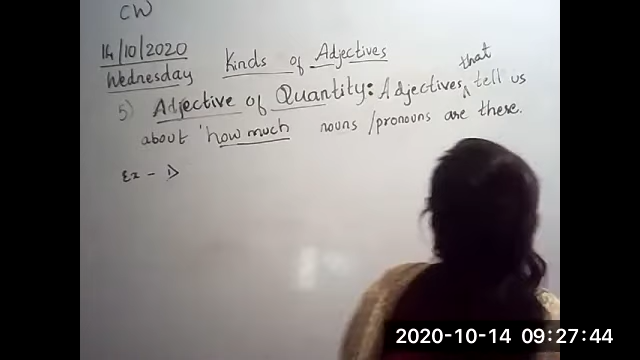 CW
14/10/2020
Kinds of Adjectives
Wednesday
5) Adjective of Quantity: Adjectives that tell us
about 'how much nouns/pronouns are these.
Ex - 1)
2020-10-14 09:27:44